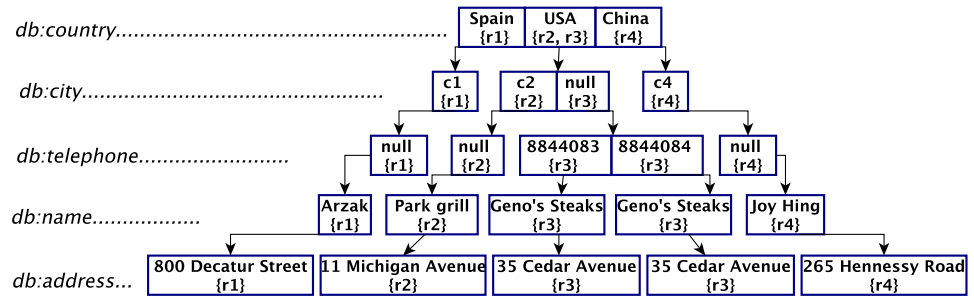 db:country....................................................... Spain USA China
{r1} {r2, r3} {r4}
db:city.................................................. c1 c2 null c4
{r1} {r2} {r3} {r4}
db:telephone......................... null null 8844083 8844084 null
{r1} {r2} {r3} {r3} {r4}
db:name.................. Arzak Park grill Geno's Steaks Geno's Steaks Joy Hing
{r1} {r2} {r3} {r3} {r4}
db:address... 800 Decatur Street 11 Michigan Avenue 35 Cedar Avenue 35 Cedar Avenue 265 Hennessy Road
{r1} {r2} {r3} {r3} {r4}